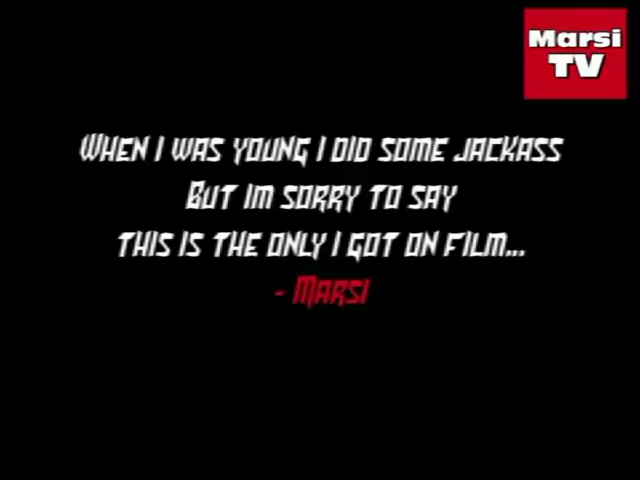 Marsi
TV
When i was young i did some jackass
But im sorry to say
this is the only i got on film...
- Marsi